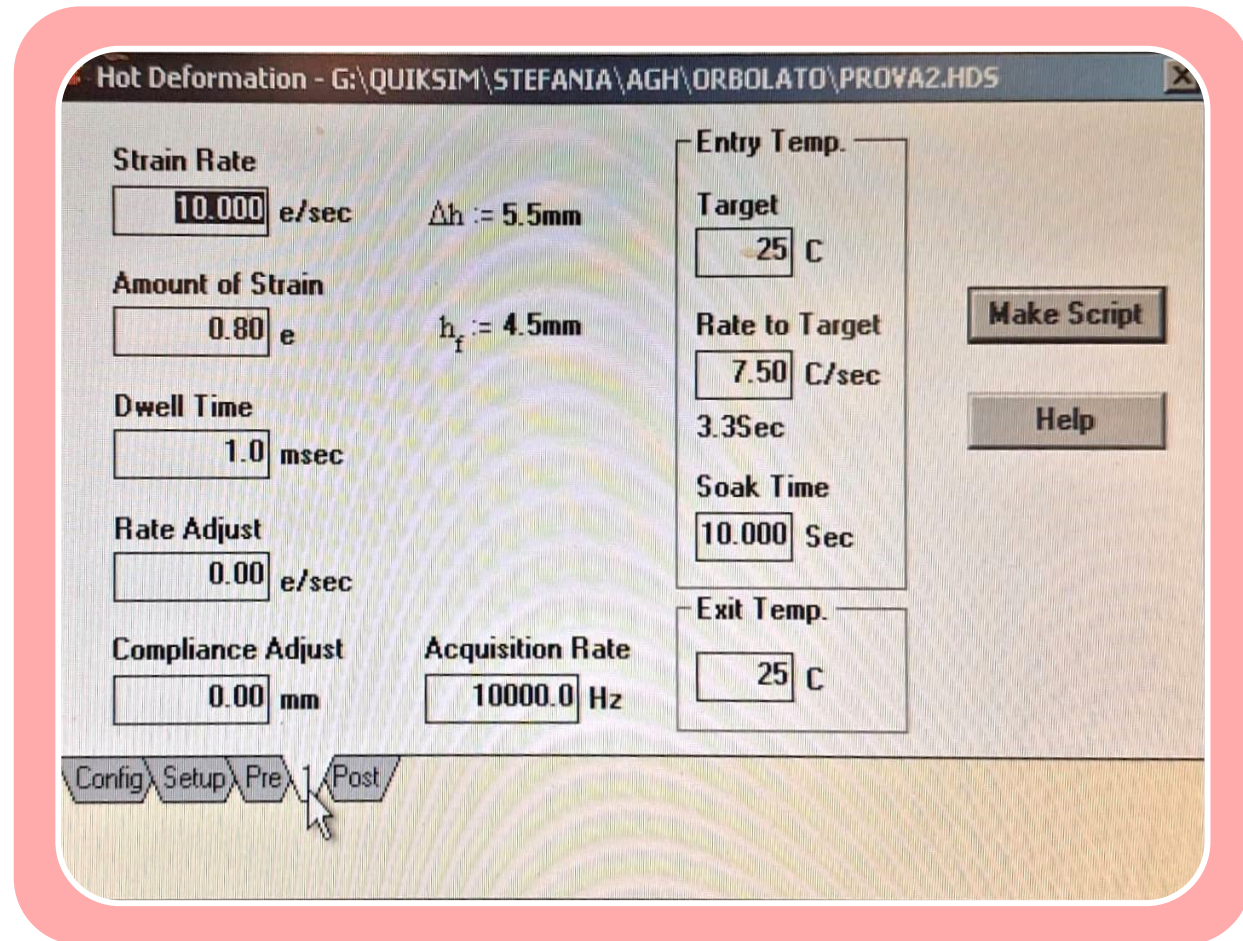 Hot Deformation - G:\QUIKSIM\STEFANIA\AGH\ORBOLATO\PROVA2.HDS
Strain Rate
10.000 e/sec
Δh := 5.5mm
Amount of Strain
0.80 e
h_f := 4.5mm
Dwell Time
1.0 msec
Rate Adjust
0.00 e/sec
Compliance Adjust
0.00 mm
Acquisition Rate
10000.0 Hz
Entry Temp.
Target
25 C
Rate to Target
7.50 C/sec
3.3Sec
Soak Time
10.000 Sec
Exit Temp.
25 C
Make Script
Help
Config Setup Pre 1 Post